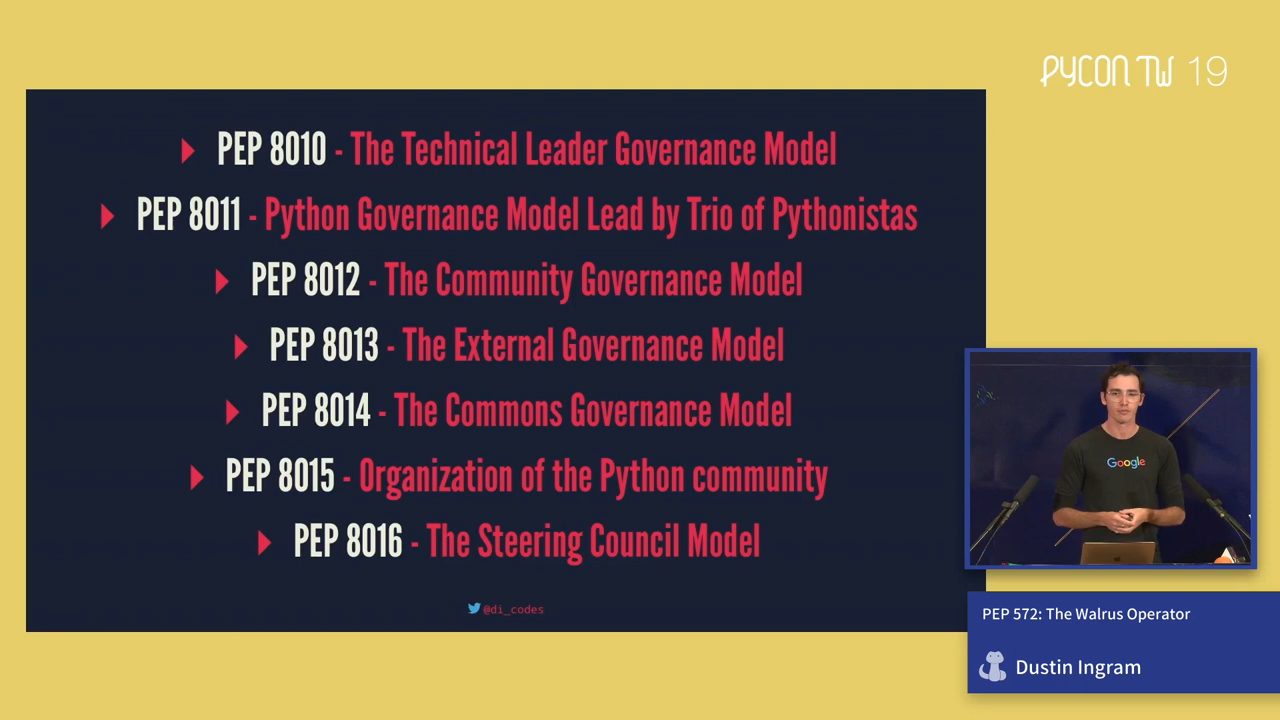 PYCON TW 19
PEP 8010 - The Technical Leader Governance Model
PEP 8011 - Python Governance Model Lead by Trio of Pythonistas
PEP 8012 - The Community Governance Model
PEP 8013 - The External Governance Model
PEP 8014 - The Commons Governance Model
PEP 8015 - Organization of the Python community
PEP 8016 - The Steering Council Model
@di_codes
Google
PEP 572: The Walrus Operator
Dustin Ingram